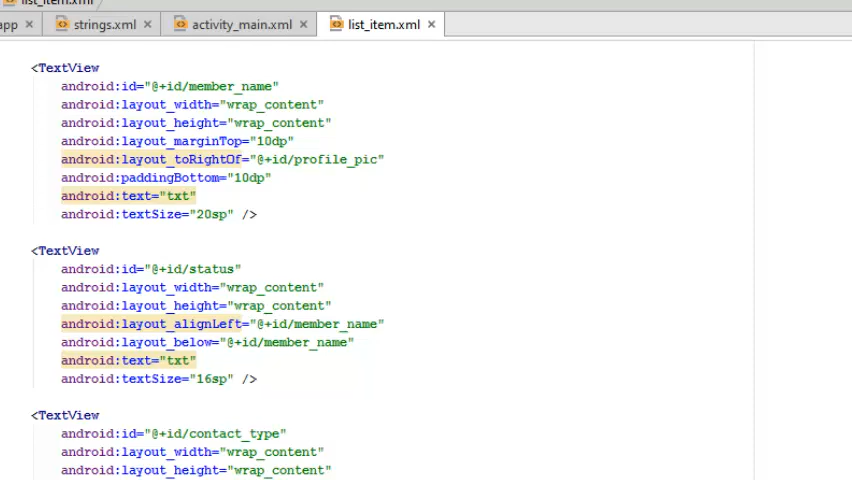 list_item.xml
app
strings.xml
activity_main.xml
list_item.xml
<TextView
android:id="@+id/member_name"
android:layout_width="wrap_content"
android:layout_height="wrap_content"
android:layout_marginTop="10dp"
android:layout_toRightOf="@+id/profile_pic"
android:paddingBottom="10dp"
android:text="txt"
android:textSize="20sp" />
<TextView
android:id="@+id/status"
android:layout_width="wrap_content"
android:layout_height="wrap_content"
android:layout_alignLeft="@+id/member_name"
android:layout_below="@+id/member_name"
android:text="txt"
android:textSize="16sp" />
<TextView
android:id="@+id/contact_type"
android:layout_width="wrap_content"
android:layout_height="wrap_content"